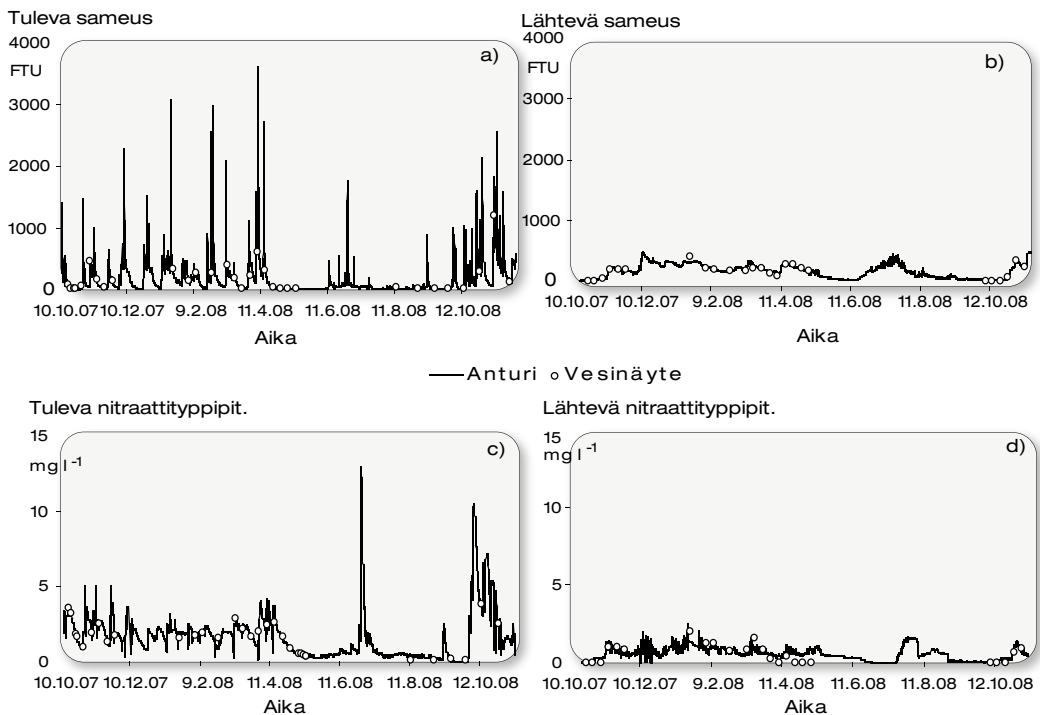 Tuleva sameus
4000
FTU
3000
2000
1000
0
a)
10.10.07 10.12.07 9.2.08 11.4.08 11.6.08 11.8.08 12.10.08
Aika
Lähtevä sameus
4000
FTU
3000
2000
1000
0
b)
10.10.07 10.12.07 9.2.08 11.4.08 11.6.08 11.8.08 12.10.08
Aika
Anturi Vesinäyte
Tuleva nitraattityppipit.
15
mg l⁻¹
10
5
0
c)
10.10.07 10.12.07 9.2.08 11.4.08 11.6.08 11.8.08 12.10.08
Aika
Lähtevä nitraattityppipit.
15
mg l⁻¹
10
5
0
d)
10.10.07 10.12.07 9.2.08 11.4.08 11.6.08 11.8.08 12.10.08
Aika